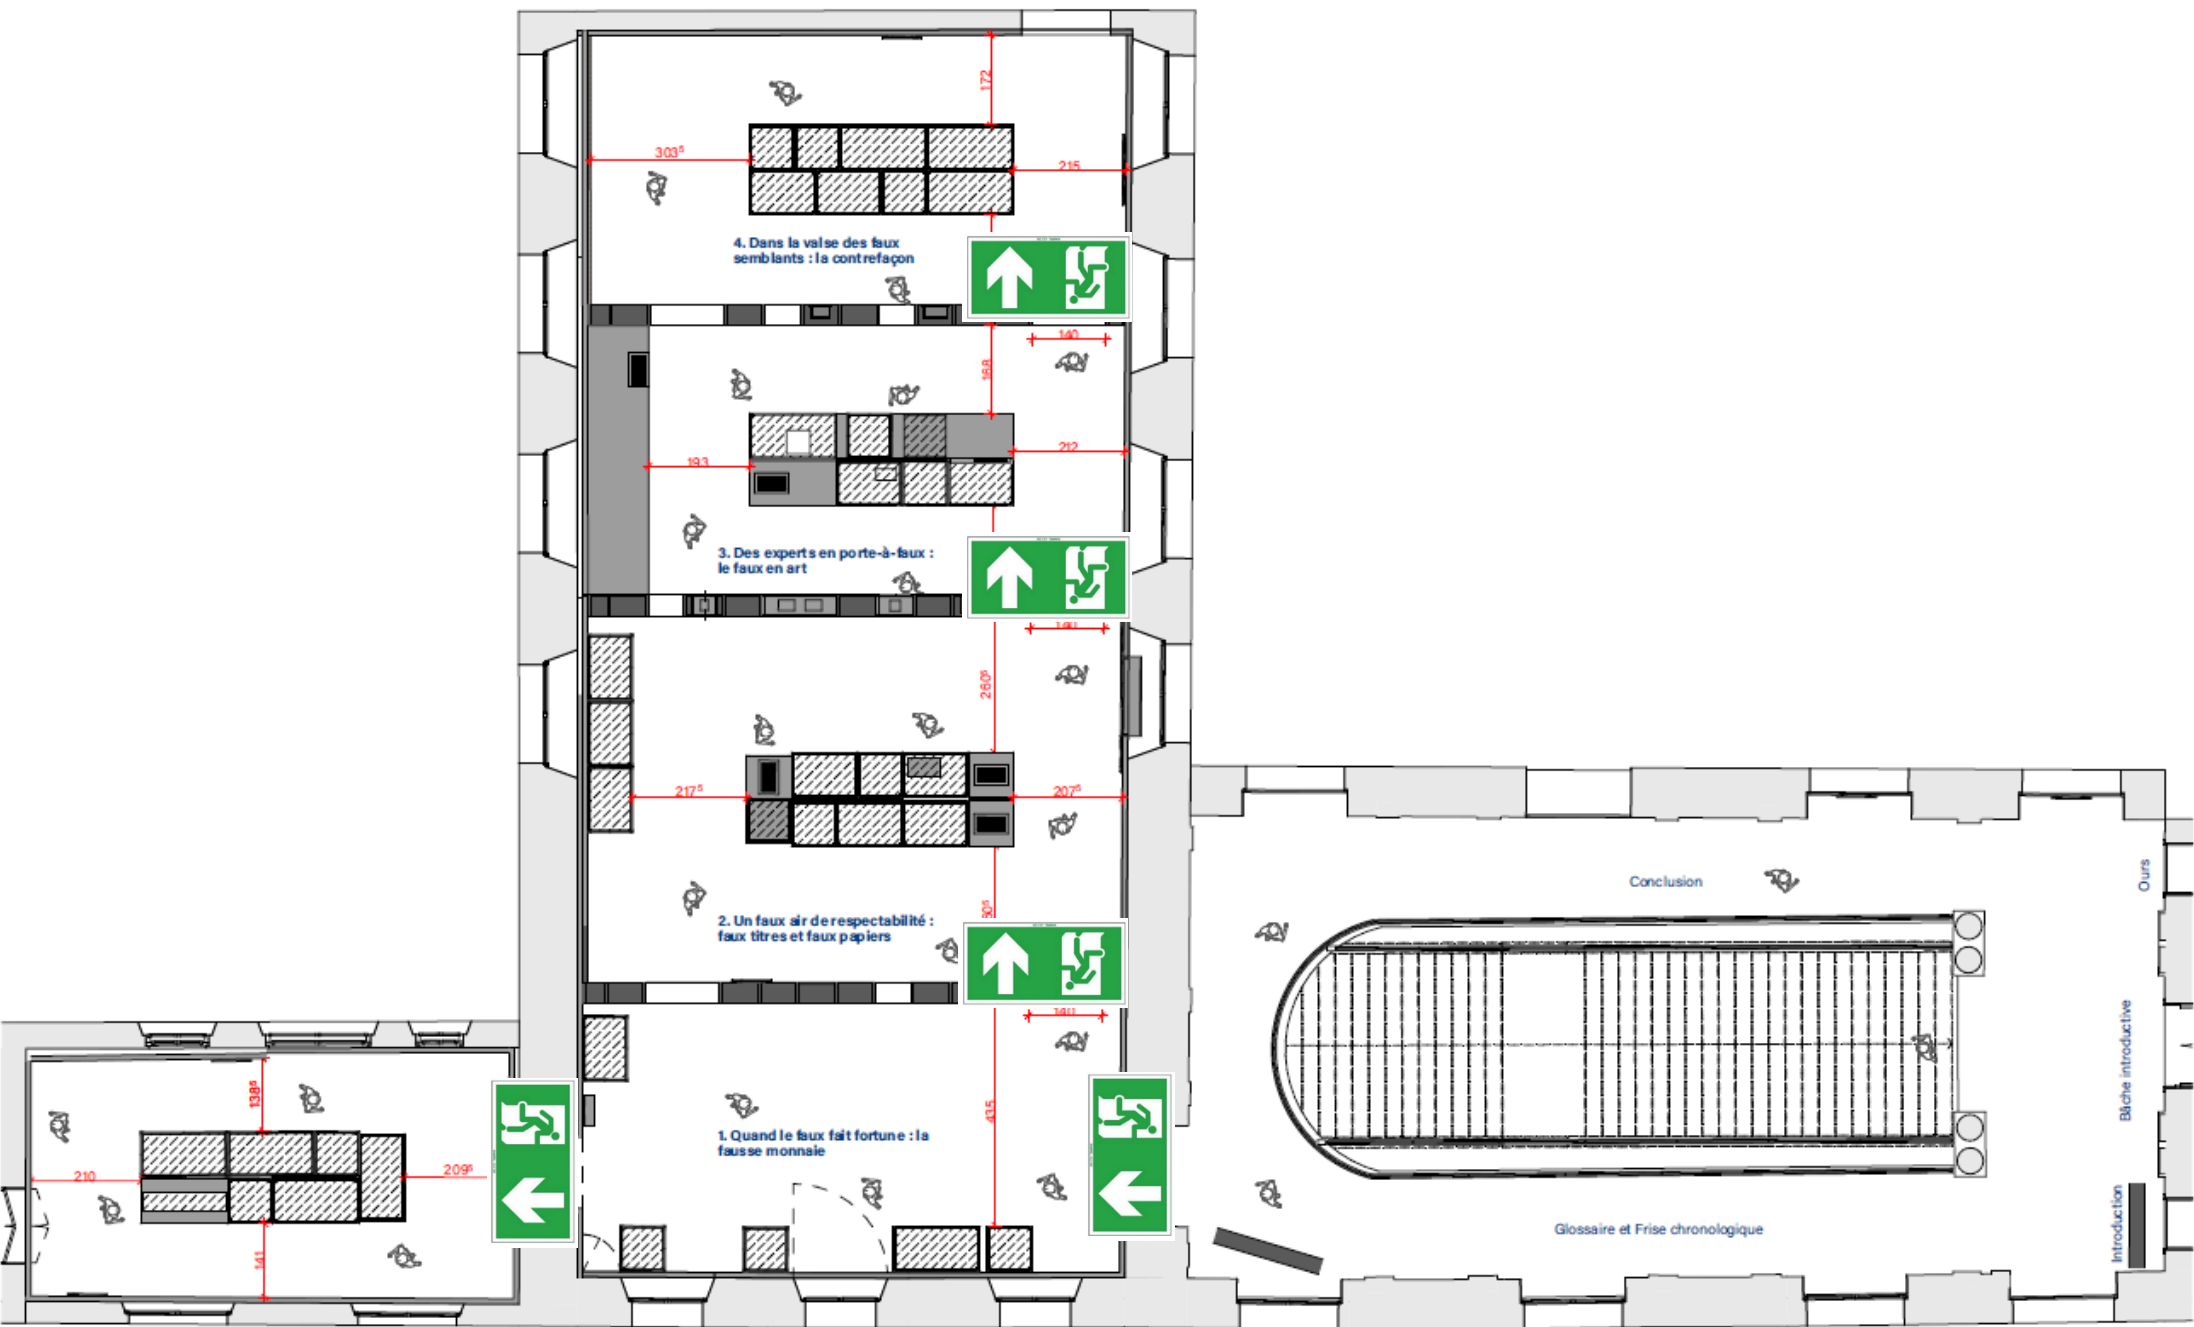 172
303⁵
215
4. Dans la valse des faux
semblants : la contrefaçon
140
168
212
193
3. Des experts en porte-à-faux :
le faux en art
140
260⁵
217⁵
207⁵
2. Un faux air de respectabilité :
faux titres et faux papiers
140
435
1. Quand le faux fait fortune : la
fausse monnaie
138⁵
210
209⁵
141
Conclusion
Ours
Bâche introductive
Introduction
Glossaire et Frise chronologique